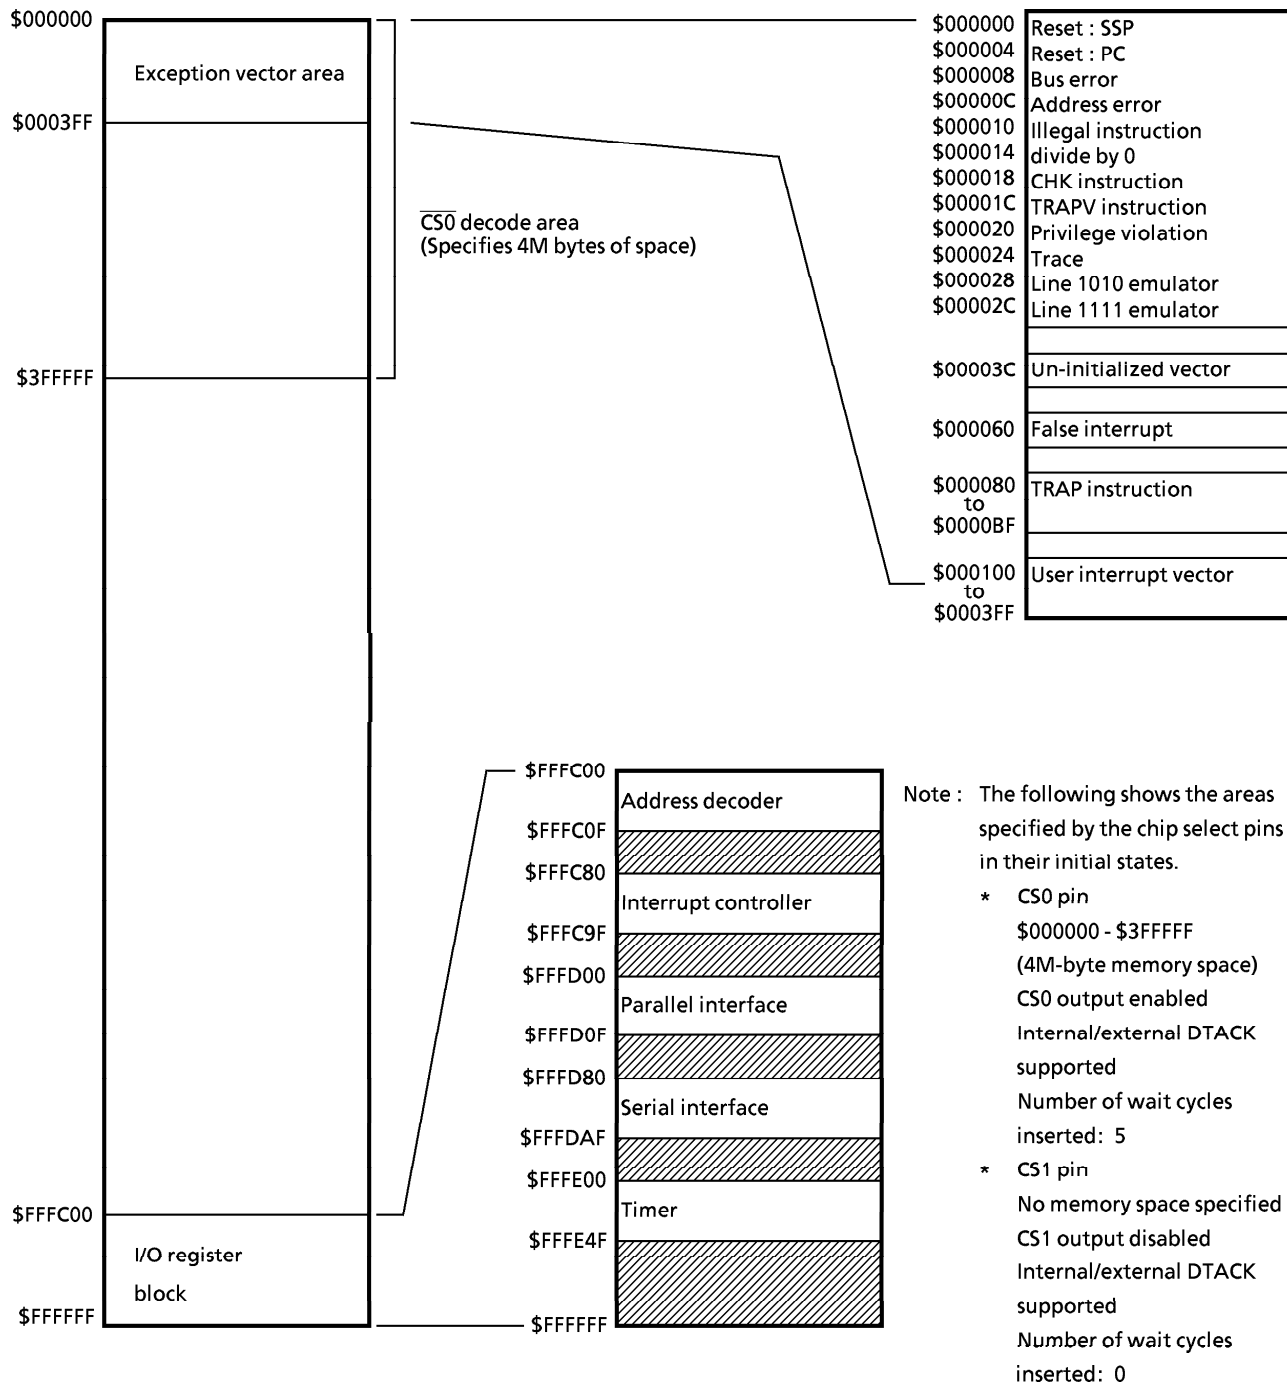 $000000
Exception vector area
$0003FF
CS0 decode area
(Specifies 4M bytes of space)
$3FFFFF
$FFFC00
I/O register
block
$FFFFFF
$000000 Reset : SSP
$000004 Reset : PC
$000008 Bus error
$00000C Address error
$000010 Illegal instruction
$000014 divide by 0
$000018 CHK instruction
$00001C TRAPV instruction
$000020 Privilege violation
$000024 Trace
$000028 Line 1010 emulator
$00002C Line 1111 emulator
$00003C Un-initialized vector
$000060 False interrupt
$000080 TRAP instruction
to
$0000BF
$000100 User interrupt vector
to
$0003FF
$FFFC00
Address decoder
$FFFC0F
$FFFC80
Interrupt controller
$FFFC9F
$FFFD00
Parallel interface
$FFFD0F
$FFFD80
Serial interface
$FFFDAF
$FFFE00
Timer
$FFFE4F
$FFFFFF
Note : The following shows the areas
specified by the chip select pins
in their initial states.
* CS0 pin
$000000 - $3FFFFF
(4M-byte memory space)
CS0 output enabled
Internal/external DTACK
supported
Number of wait cycles
inserted: 5
* CS1 pin
No memory space specified
CS1 output disabled
Internal/external DTACK
supported
Number of wait cycles
inserted: 0